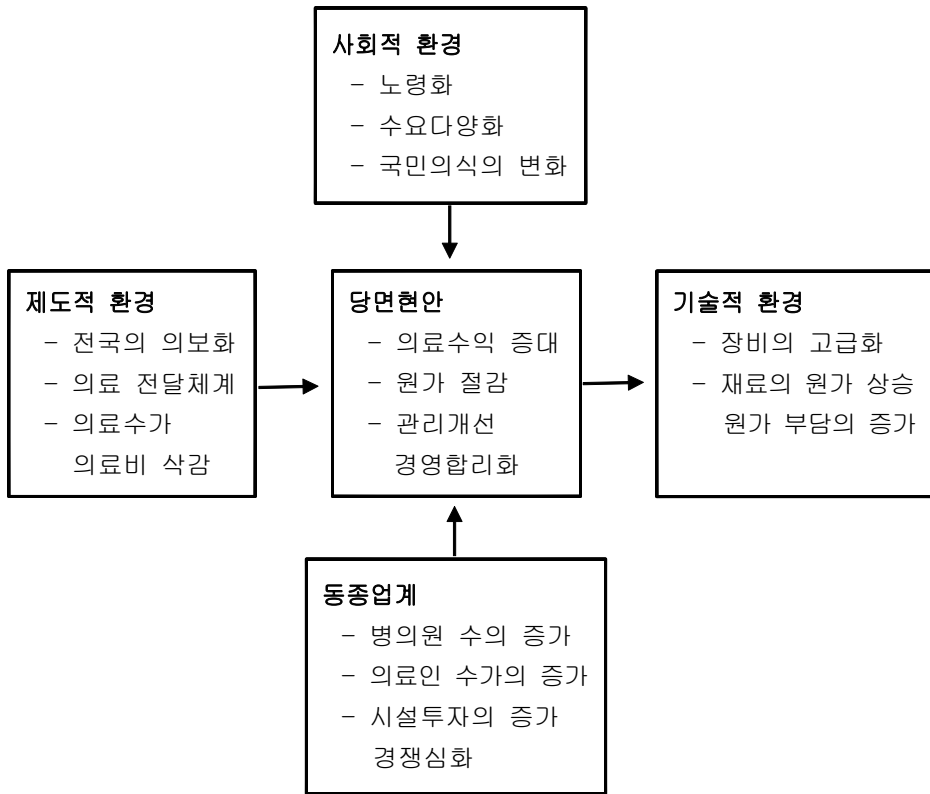 사회적 환경
- 노령화
- 수요다양화
- 국민의식의 변화
제도적 환경
- 전국의 의보화
- 의료 전달체계
- 의료수가
의료비 삭감
당면현안
- 의료수익 증대
- 원가 절감
- 관리개선
경영합리화
기술적 환경
- 장비의 고급화
- 재료의 원가 상승
원가 부담의 증가
동종업계
- 병의원 수의 증가
- 의료인 수가의 증가
- 시설투자의 증가
경쟁심화